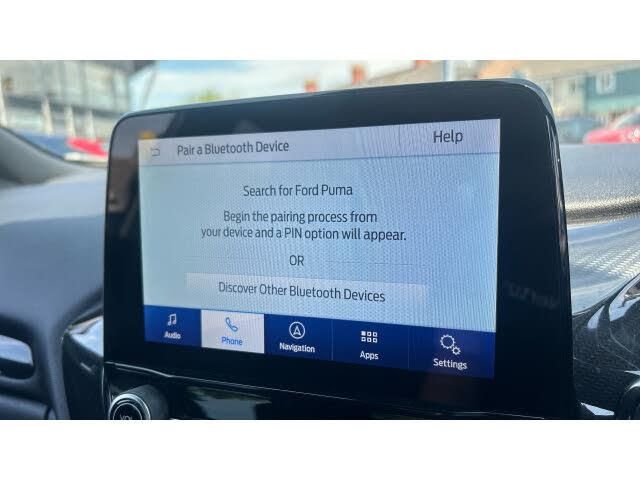 Pair a Bluetooth Device
Help
Search for Ford Puma
Begin the pairing process from
your device and a PIN option will appear.
OR
Discover Other Bluetooth Devices
Audio
Phone
Navigation
Apps
Settings
VOL